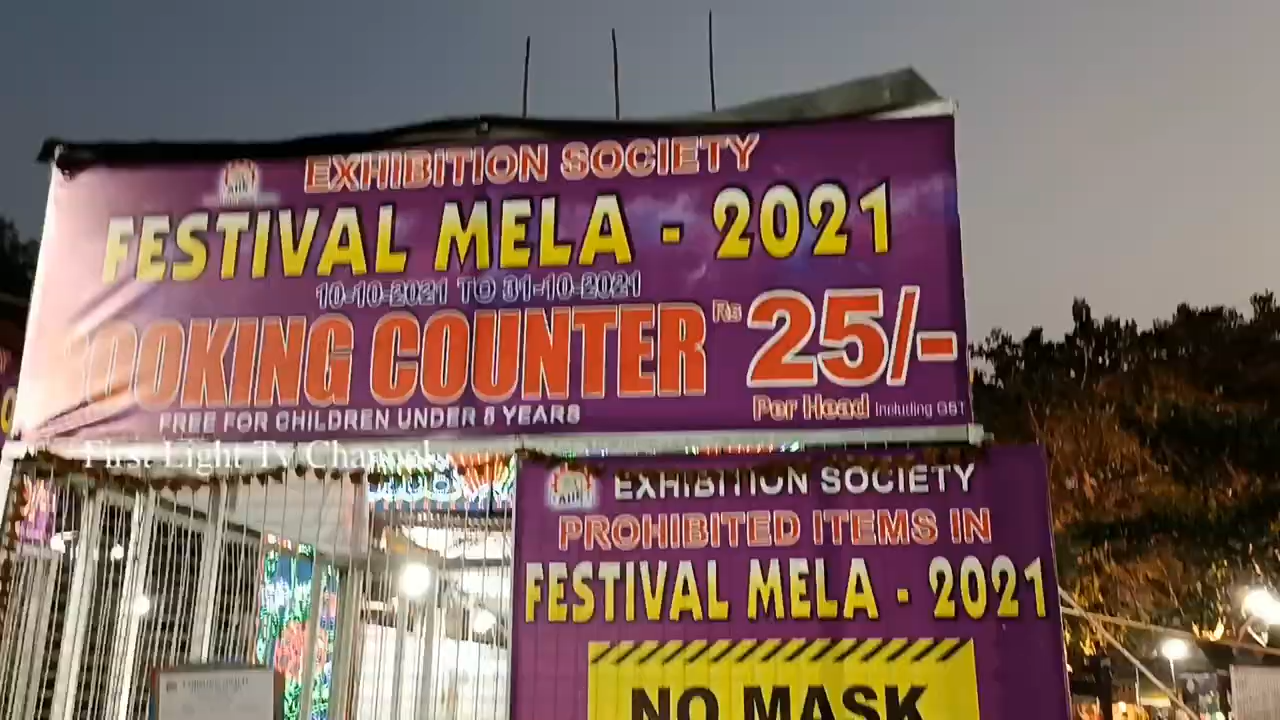 EXHIBITION SOCIETY
FESTIVAL MELA - 2021
10-10-2021 TO 31-10-2021
OOKING COUNTER Rs 25/-
Per Head Including GST
FREE FOR CHILDREN UNDER 5 YEARS
First Light Tv Channel
EXHIBITION SOCIETY
PROHIBITED ITEMS IN
FESTIVAL MELA - 2021
NO MASK